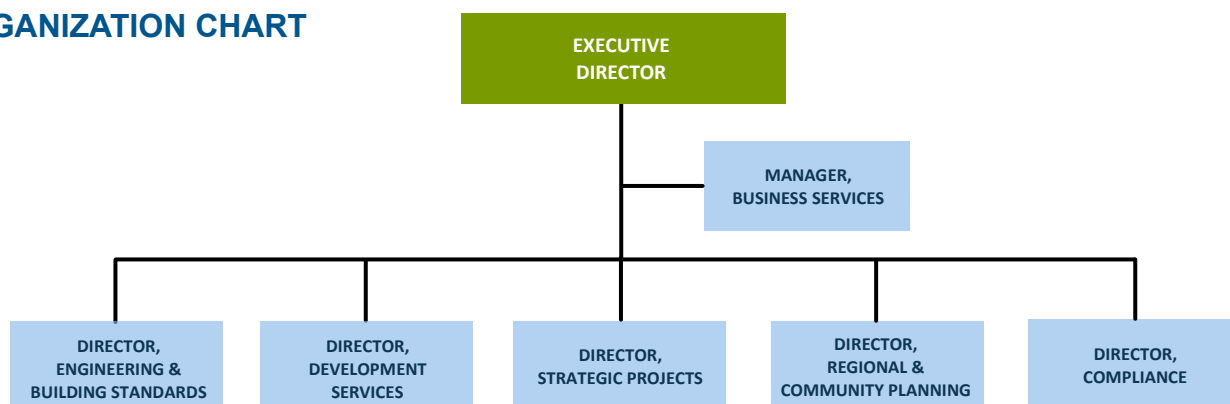 GANIZATION CHART
EXECUTIVE
DIRECTOR
MANAGER,
BUSINESS SERVICES
DIRECTOR,
ENGINEERING &
BUILDING STANDARDS
DIRECTOR,
DEVELOPMENT
SERVICES
DIRECTOR,
STRATEGIC PROJECTS
DIRECTOR,
REGIONAL &
COMMUNITY PLANNING
DIRECTOR,
COMPLIANCE